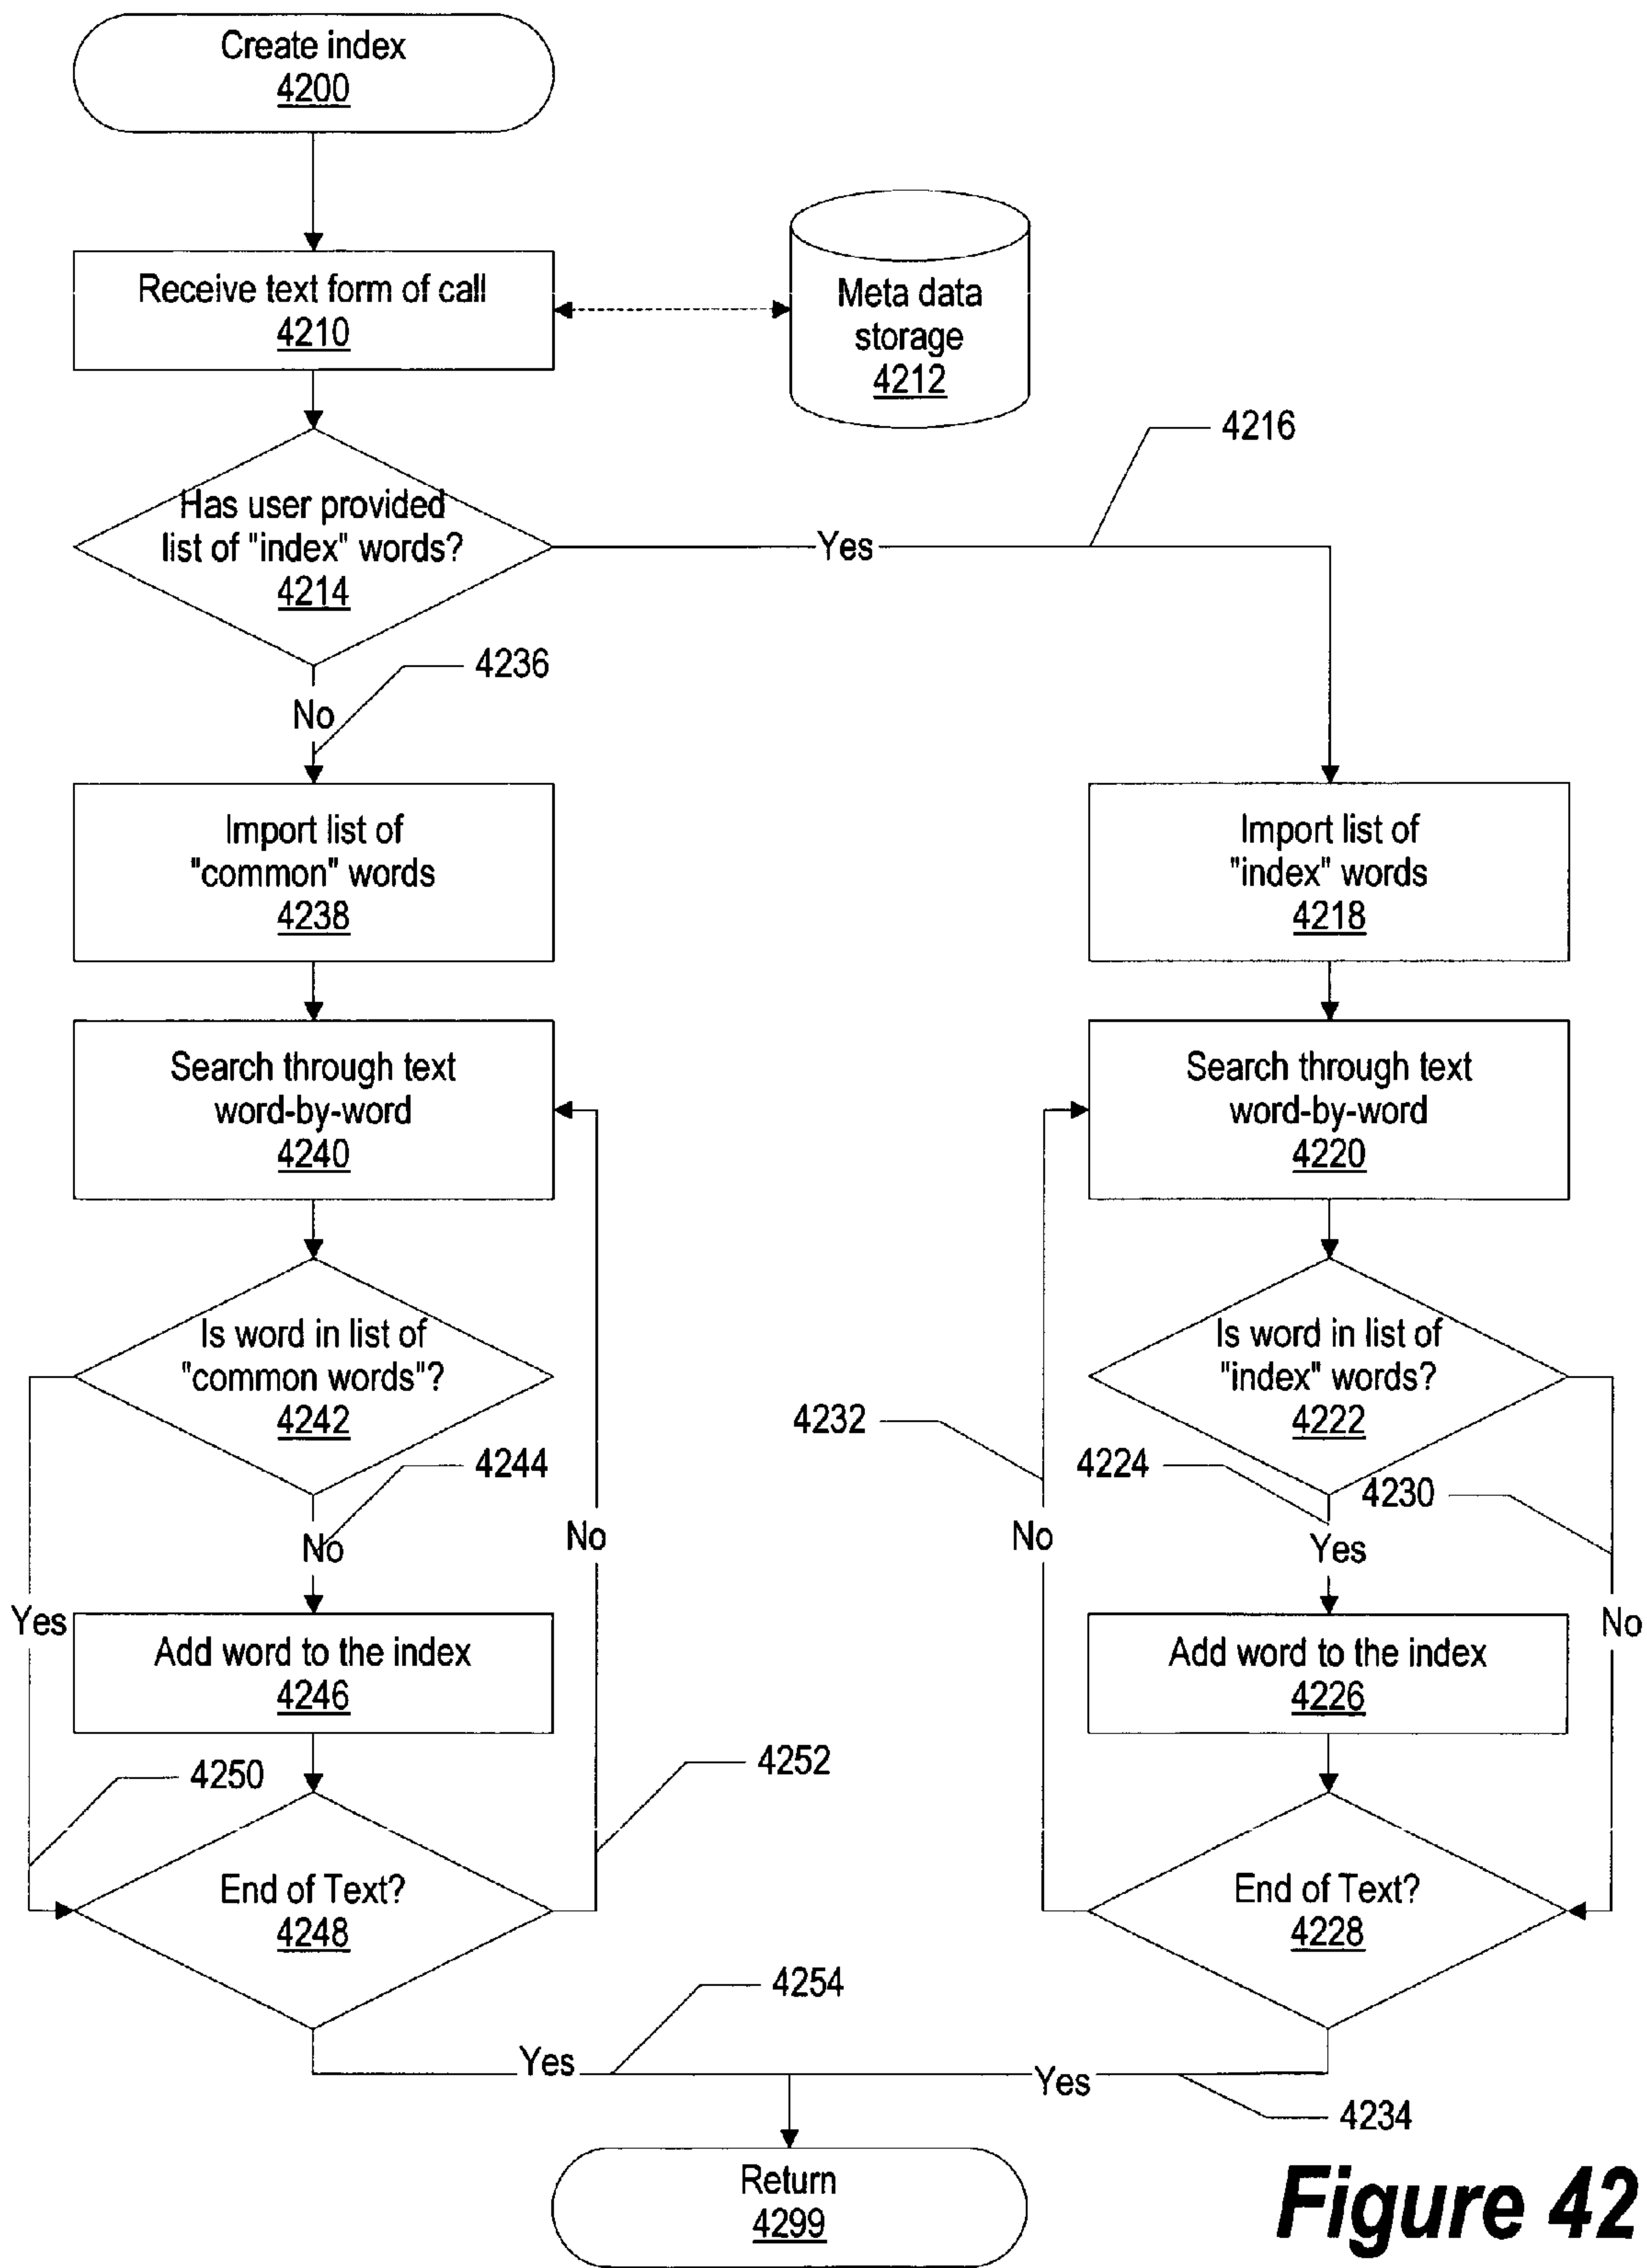 Create index
4200
Receive text form of call
4210
Meta data
storage
4212
4216
Has user provided
list of "index" words?
4214
Yes
4236
No
Import list of
"common" words
4238
Import list of
"index" words
4218
Search through text
word-by-word
4240
Search through text
word-by-word
4220
Is word in list of
"common words"?
4242
Is word in list of
"index" words?
4222
4232
4244
4224
4230
No
No
No
Yes
Yes
No
Add word to the index
4246
Add word to the index
4226
4250
4252
End of Text?
4248
End of Text?
4228
4254
Yes
Yes
4234
Return
4299
Figure 42